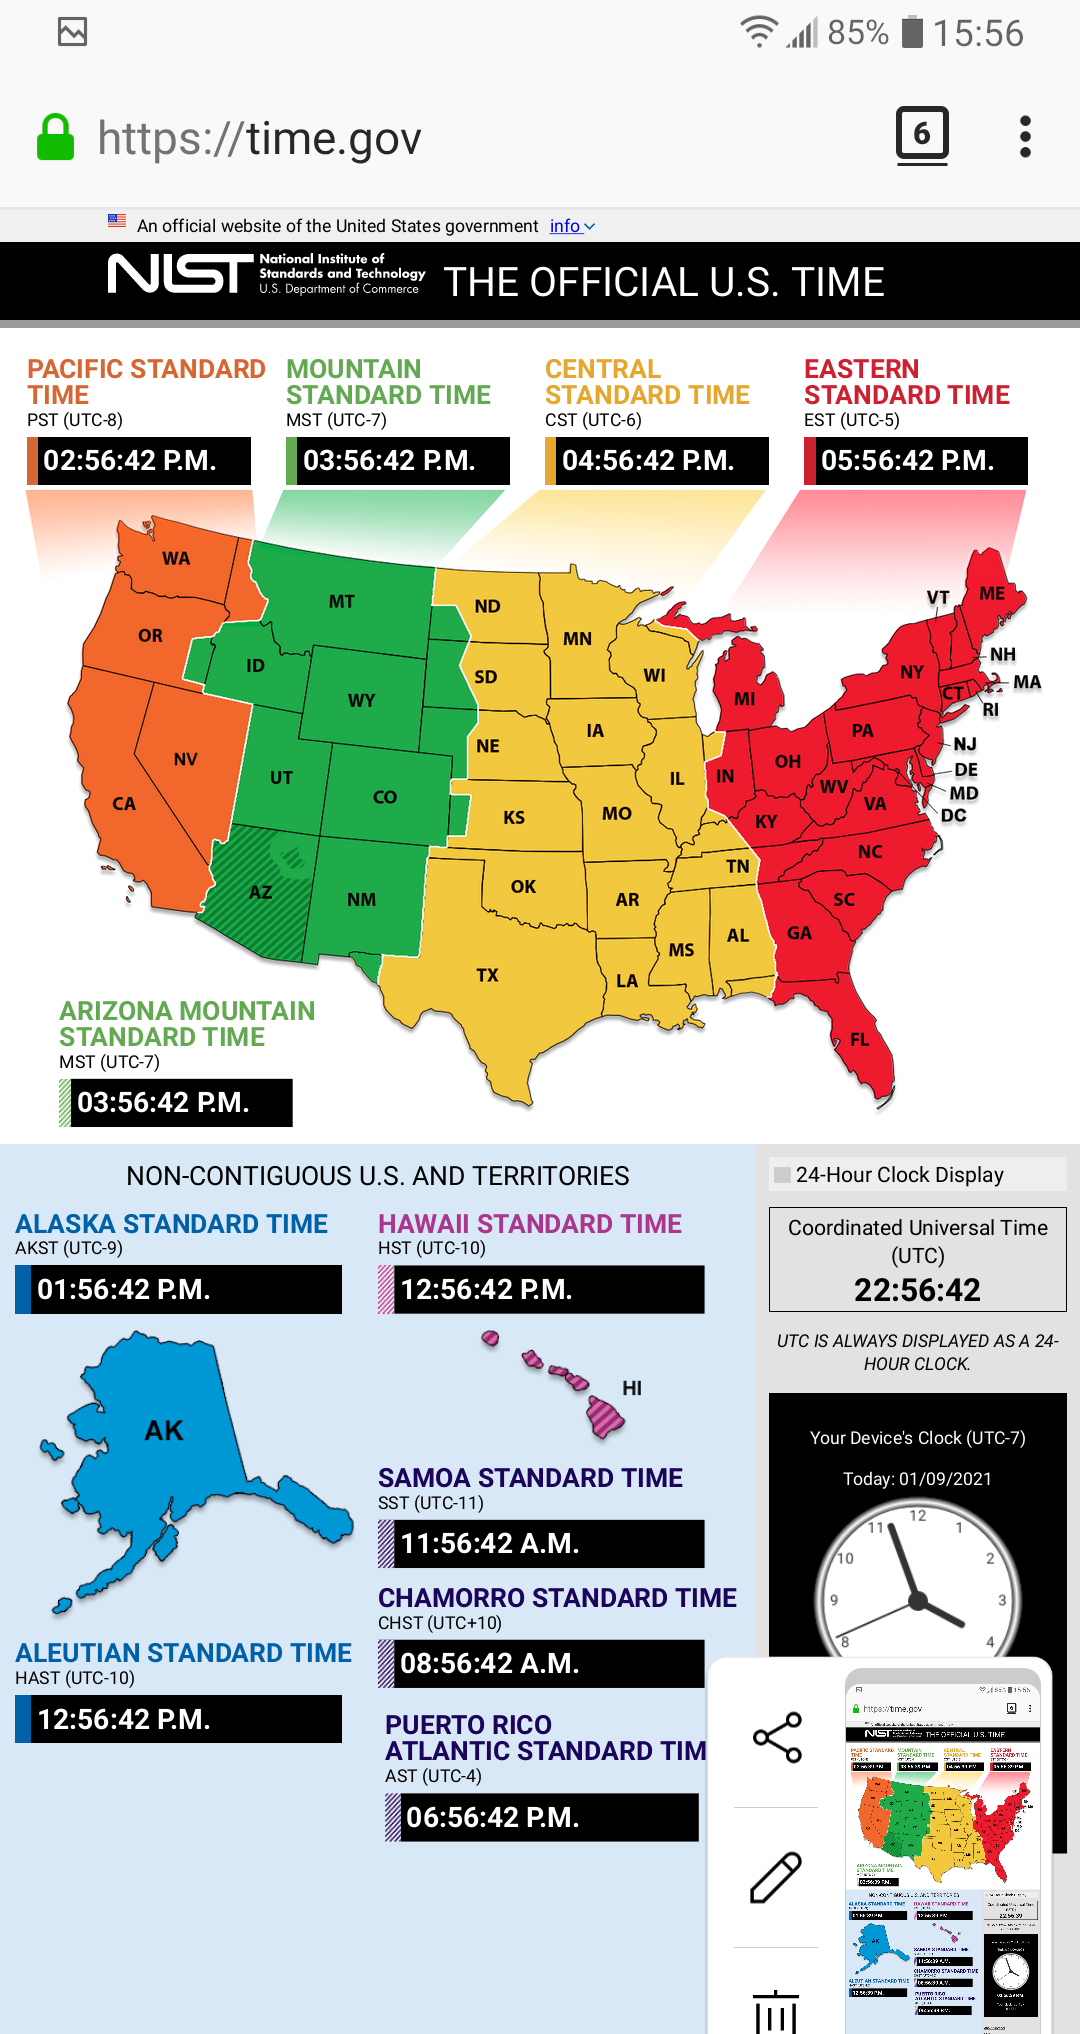 85% 15:56
https://time.gov 6
An official website of the United States government info
NIST National Institute of
Standards and Technology
U.S. Department of Commerce
THE OFFICIAL U.S. TIME
PACIFIC STANDARD
TIME
PST (UTC-8)
02:56:42 P.M.
MOUNTAIN
STANDARD TIME
MST (UTC-7)
03:56:42 P.M.
CENTRAL
STANDARD TIME
CST (UTC-6)
04:56:42 P.M.
EASTERN
STANDARD TIME
EST (UTC-5)
05:56:42 P.M.
WA
OR
CA
NV
MT
ID
WY
UT
CO
AZ
NM
ND
SD
NE
KS
OK
TX
MN
IA
MO
AR
LA
WI
IL
TN
MS
AL
MI
IN
OH
KY
WV
VA
NC
SC
GA
FL
PA
NY
VT
ME
NH
MA
CT
RI
NJ
DE
MD
DC
ARIZONA MOUNTAIN
STANDARD TIME
MST (UTC-7)
03:56:42 P.M.
NON-CONTIGUOUS U.S. AND TERRITORIES
ALASKA STANDARD TIME
AKST (UTC-9)
01:56:42 P.M.
AK
ALEUTIAN STANDARD TIME
HAST (UTC-10)
12:56:42 P.M.
HAWAII STANDARD TIME
HST (UTC-10)
12:56:42 P.M.
HI
SAMOA STANDARD TIME
SST (UTC-11)
11:56:42 A.M.
CHAMORRO STANDARD TIME
CHST (UTC+10)
08:56:42 A.M.
PUERTO RICO
ATLANTIC STANDARD TIM
AST (UTC-4)
06:56:42 P.M.
24-Hour Clock Display
Coordinated Universal Time
(UTC)
22:56:42
UTC IS ALWAYS DISPLAYED AS A 24-
HOUR CLOCK.
Your Device's Clock (UTC-7)
Today: 01/09/2021
12
11 1
10 2
9 3
8 4
https://time.gov
THE OFFICIAL U.S. TIME